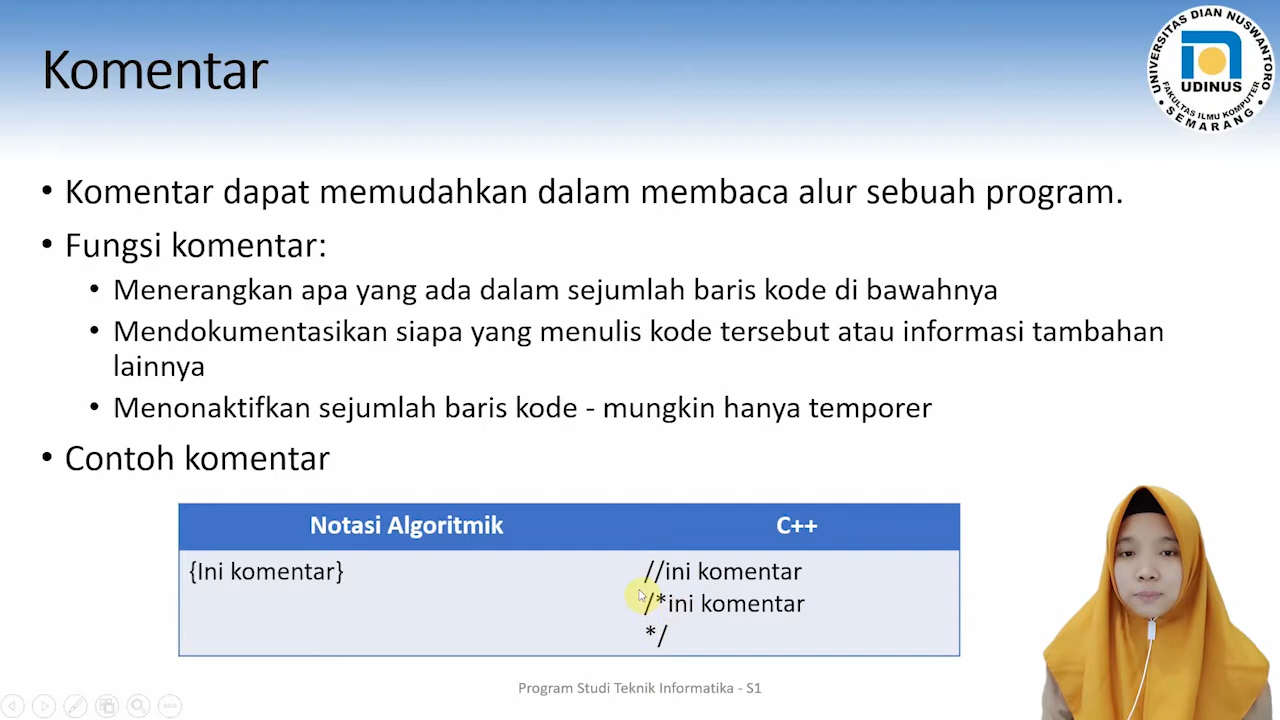 Komentar
UNIVERSITAS DIAN NUSWANTORO
UDINUS
FAKULTAS ILMU KOMPUTER
• SEMARANG •
• Komentar dapat memudahkan dalam membaca alur sebuah program.
• Fungsi komentar:
• Menerangkan apa yang ada dalam sejumlah baris kode di bawahnya
• Mendokumentasikan siapa yang menulis kode tersebut atau informasi tambahan
lainnya
• Menonaktifkan sejumlah baris kode - mungkin hanya temporer
• Contoh komentar
Notasi Algoritmik C++
{Ini komentar} //ini komentar
/*ini komentar
*/
Program Studi Teknik Informatika - S1